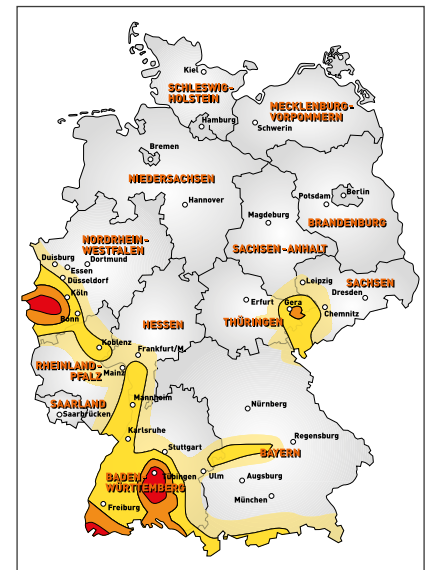 Kiel
SCHLESWIG-
HOLSTEIN
MECKLENBURG-
VORPOMMERN
Hamburg
Schwerin
Bremen
NIEDERSACHSEN
Hannover
Berlin
Potsdam
Magdeburg
BRANDENBURG
NORDRHEIN-
WESTFALEN
SACHSEN-ANHALT
Duisburg
Dortmund
Essen
Düsseldorf
Köln
Bonn
Leipzig
SACHSEN
Dresden
Erfurt
Gera
Chemnitz
THÜRINGEN
HESSEN
Koblenz
Frankfurt/M.
RHEINLAND-
PFALZ
Mainz
SAARLAND
Saarbrücken
Mannheim
Nürnberg
Karlsruhe
Regensburg
Stuttgart
BAYERN
BADEN-
WÜRTTEMBERG
Tübingen
Ulm
Augsburg
München
Freiburg